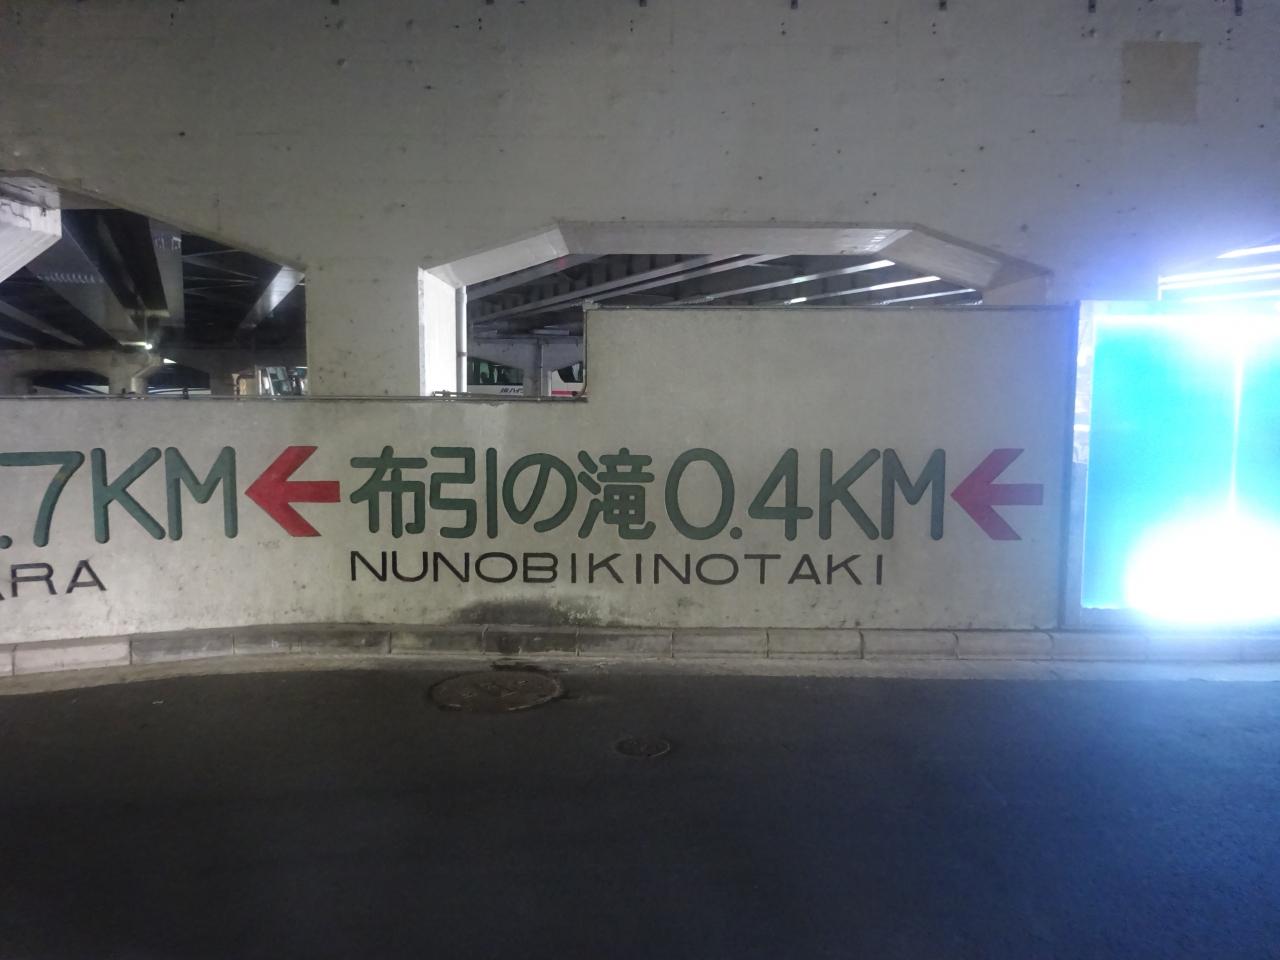 .7KM ← 布引の滝 0.4KM ←
ARA NUNOBIKINOTAKI